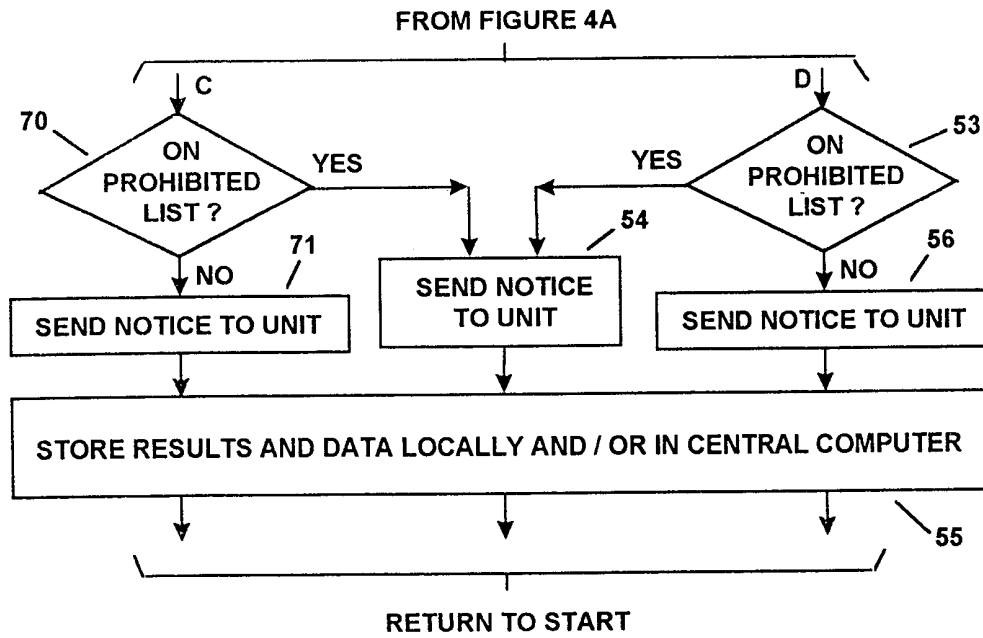 FROM FIGURE 4A
C
D
70
ON
PROHIBITED
LIST ?
YES
YES
ON
PROHIBITED
LIST ?
53
54
71
NO
SEND NOTICE TO UNIT
SEND NOTICE
TO UNIT
NO
56
SEND NOTICE TO UNIT
STORE RESULTS AND DATA LOCALLY AND / OR IN CENTRAL COMPUTER
55
RETURN TO START